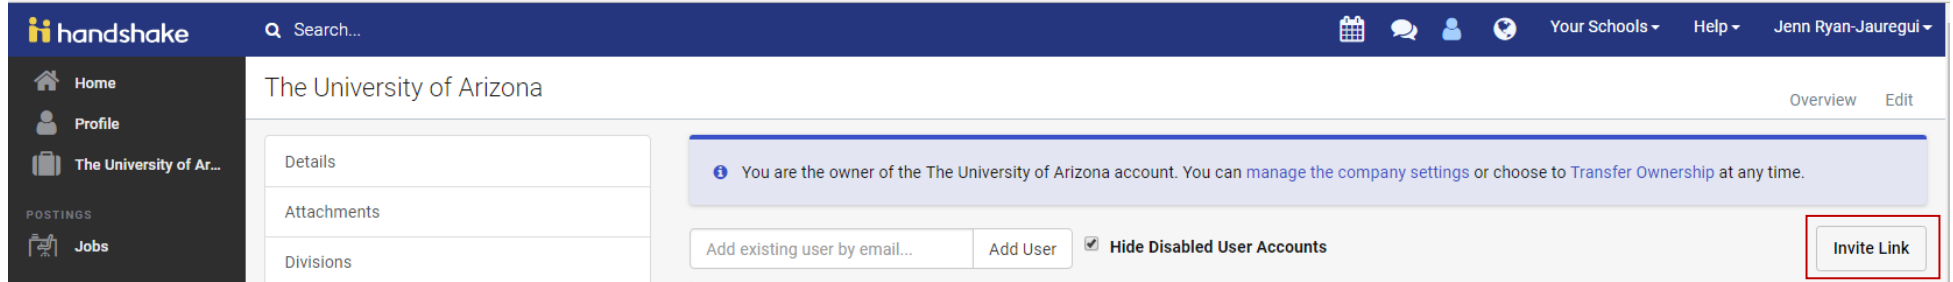 handshake
Search...
Your Schools
Help
Jenn Ryan-Jauregui
Home
Profile
The University of Ar...
POSTINGS
Jobs
The University of Arizona
Overview
Edit
Details
Attachments
Divisions
You are the owner of the The University of Arizona account. You can manage the company settings or choose to Transfer Ownership at any time.
Add existing user by email...
Add User
Hide Disabled User Accounts
Invite Link